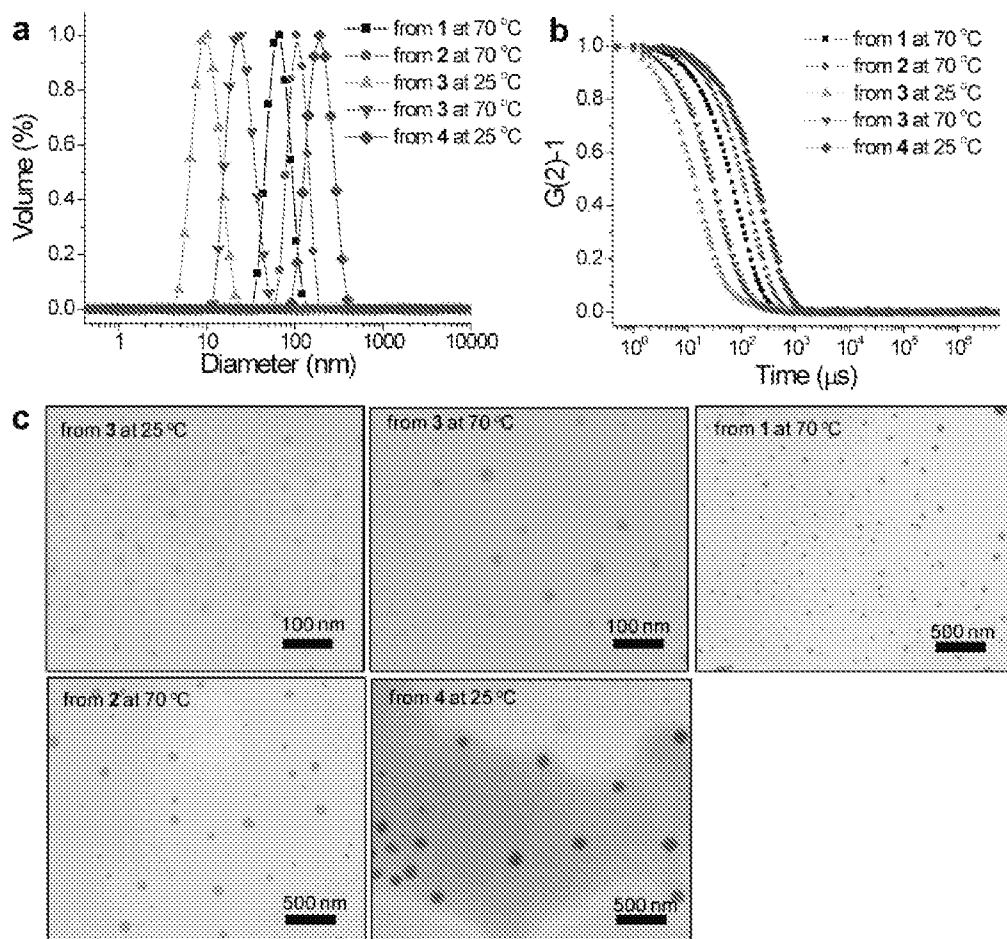 a
from 1 at 70 °C
from 2 at 70 °C
from 3 at 25 °C
from 3 at 70 °C
from 4 at 25 °C
Volume (%)
1.0
0.8
0.6
0.4
0.2
0.0
1 10 100 1000 10000
Diameter (nm)
b
from 1 at 70 °C
from 2 at 70 °C
from 3 at 25 °C
from 3 at 70 °C
from 4 at 25 °C
G(2)-1
1.0
0.8
0.6
0.4
0.2
0.0
10⁰ 10¹ 10² 10³ 10⁴ 10⁵ 10⁶
Time (µs)
c
from 3 at 25 °C
100 nm
from 3 at 70 °C
100 nm
from 1 at 70 °C
500 nm
from 2 at 70 °C
500 nm
from 4 at 25 °C
500 nm